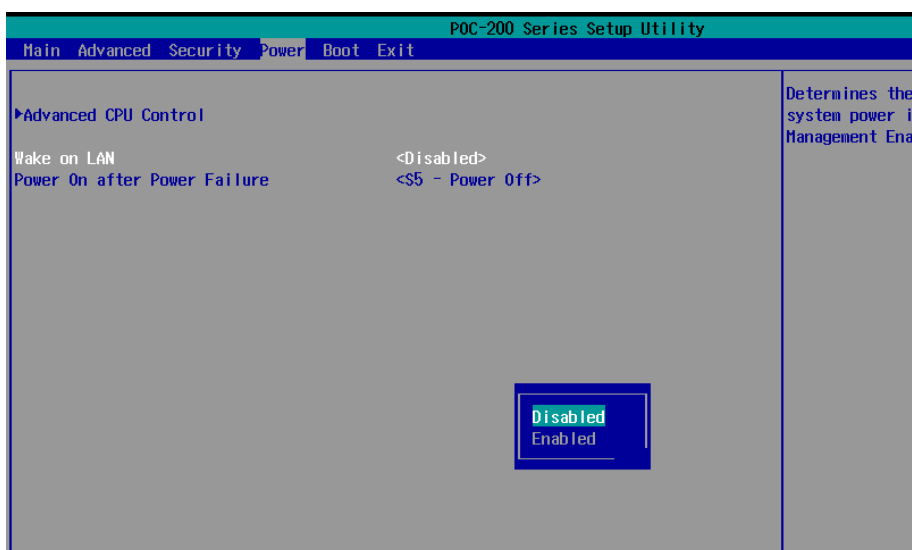 POC-200 Series Setup Utility
Main Advanced Security Power Boot Exit
▶Advanced CPU Control
Wake on LAN <Disabled>
Power On after Power Failure <S5 - Power Off>
Determines the
system power i
Management Ena
Disabled
Enabled